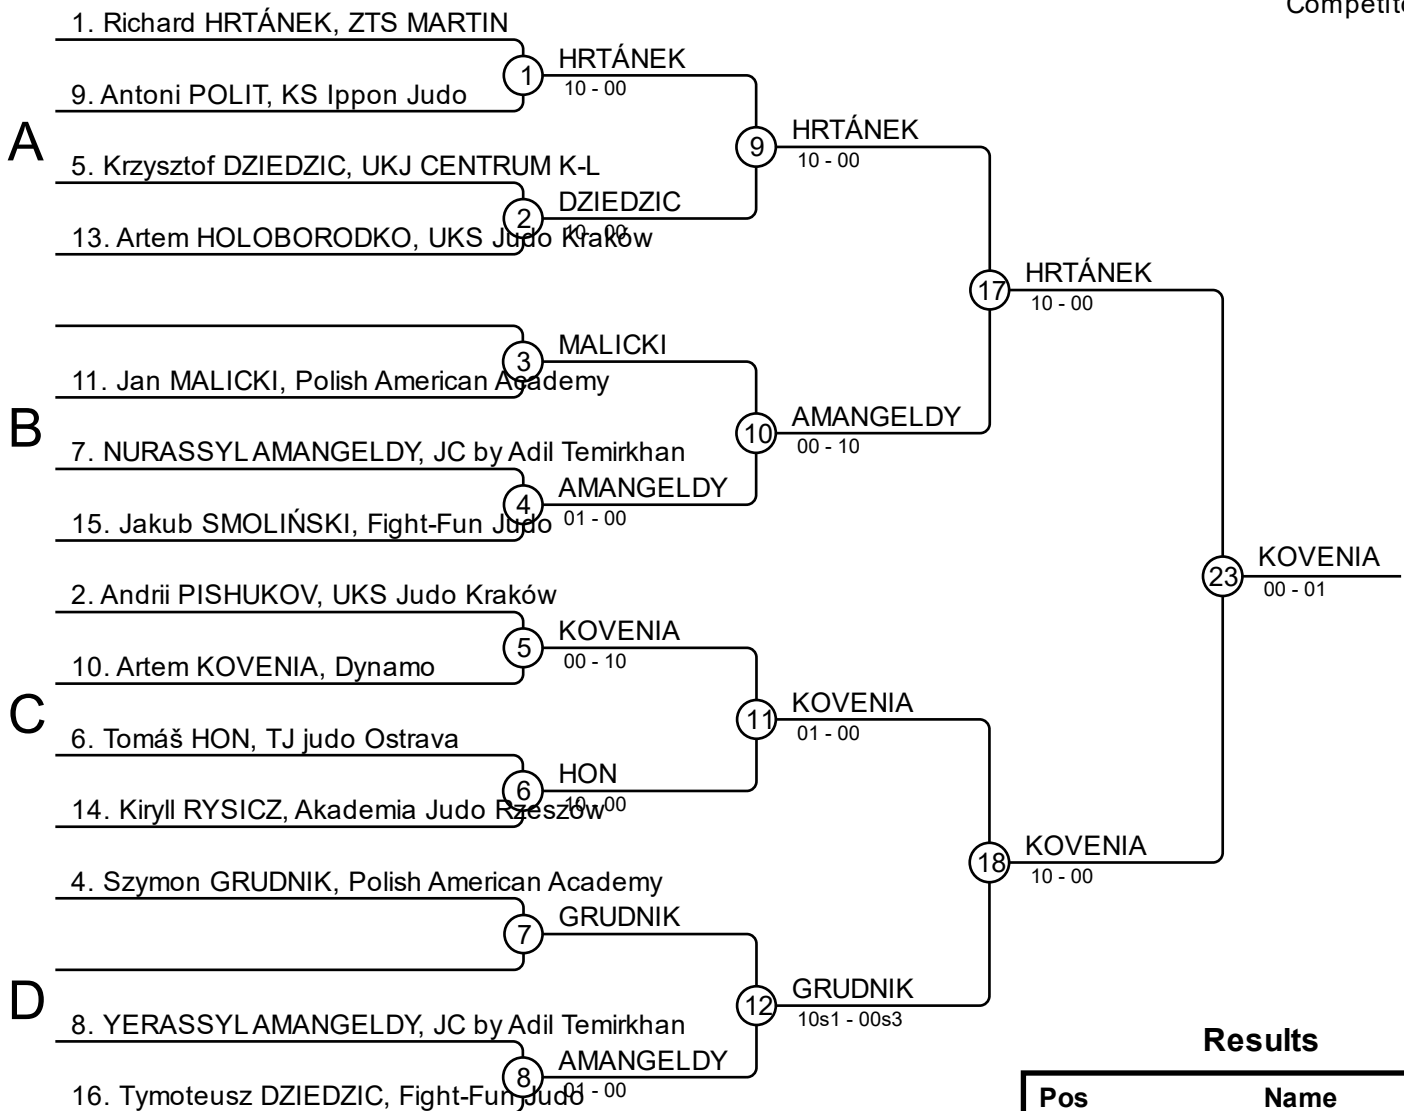 Competit
1. Richard HRTÁNEK, ZTS MARTIN
1
HRTÁNEK
10 - 00
9. Antoni POLIT, KS Ippon Judo
A
9
HRTÁNEK
10 - 00
5. Krzysztof DZIEDZIC, UKJ CENTRUM K-L
2
DZIEDZIC
10 - 00
13. Artem HOLOBORODKO, UKS Judo Kraków
17
HRTÁNEK
10 - 00
3
MALICKI
11. Jan MALICKI, Polish American Academy
B
10
AMANGELDY
00 - 10
7. NURASSYL AMANGELDY, JC by Adil Temirkhan
4
AMANGELDY
01 - 00
15. Jakub SMOLIŃSKI, Fight-Fun Judo
23
KOVENIA
00 - 01
2. Andrii PISHUKOV, UKS Judo Kraków
5
KOVENIA
00 - 10
10. Artem KOVENIA, Dynamo
C
11
KOVENIA
01 - 00
6. Tomáš HON, TJ judo Ostrava
6
HON
10 - 00
14. Kiryll RYSICZ, Akademia Judo Rzeszów
18
KOVENIA
10 - 00
4. Szymon GRUDNIK, Polish American Academy
7
GRUDNIK
D
12
GRUDNIK
10s1 - 00s3
8. YERASSYL AMANGELDY, JC by Adil Temirkhan
8
AMANGELDY
01 - 00
16. Tymoteusz DZIEDZIC, Fight-Fun Judo
Results
Pos Name